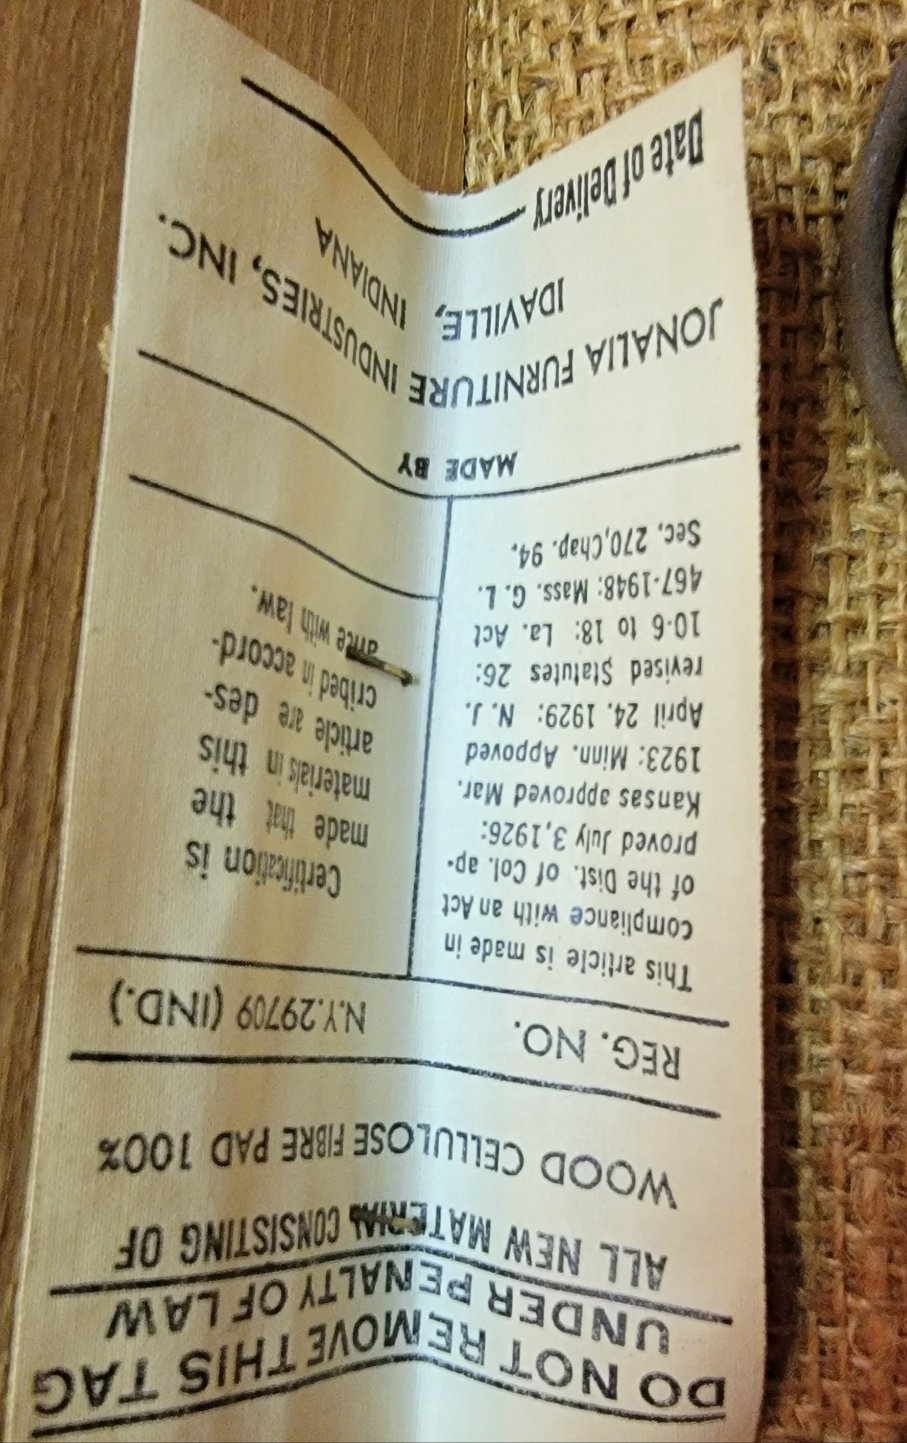 DO NOT REMOVE THIS TAG
UNDER PENALTY OF LAW
ALL NEW MATERIAL CONSISTING OF
WOOD CELLULOSE FIBRE PAD 100%
REG. NO. N.Y.29709 (IND.)
This article is made in
compliance with an Act
of the Dist. of Col. ap-
proved July 3,1926:
Kansas approved Mar.
1923: Minn. Appoved
April 24. 1929: N. J.
revised Statutes 26:
10-6 to 18: La. Act
467-1948: Mass. G. L.
Sec. 270,Chap. 94.
Certification is
made that the
materials in this
article are des-
cribed in accord-
ance with law.
MADE BY
JONALIA FURNITURE INDUSTRIES, INC.
IDAVILLE, INDIANA
Date of Delivery